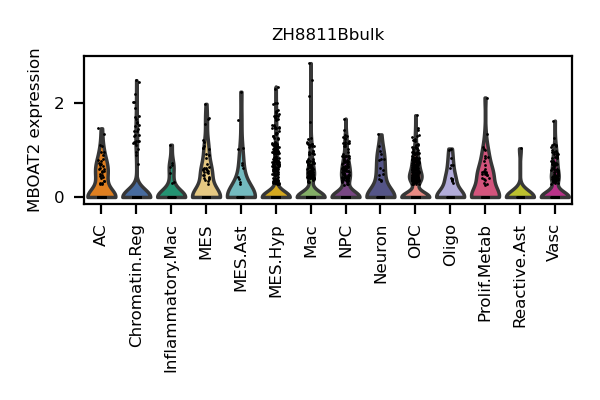 ZH8811Bbulk
MBOAT2 expression
2
0
AC
Chromatin.Reg
Inflammatory.Mac
MES
MES.Ast
MES.Hyp
Mac
NPC
Neuron
OPC
Oligo
Prolif.Metab
Reactive.Ast
Vasc